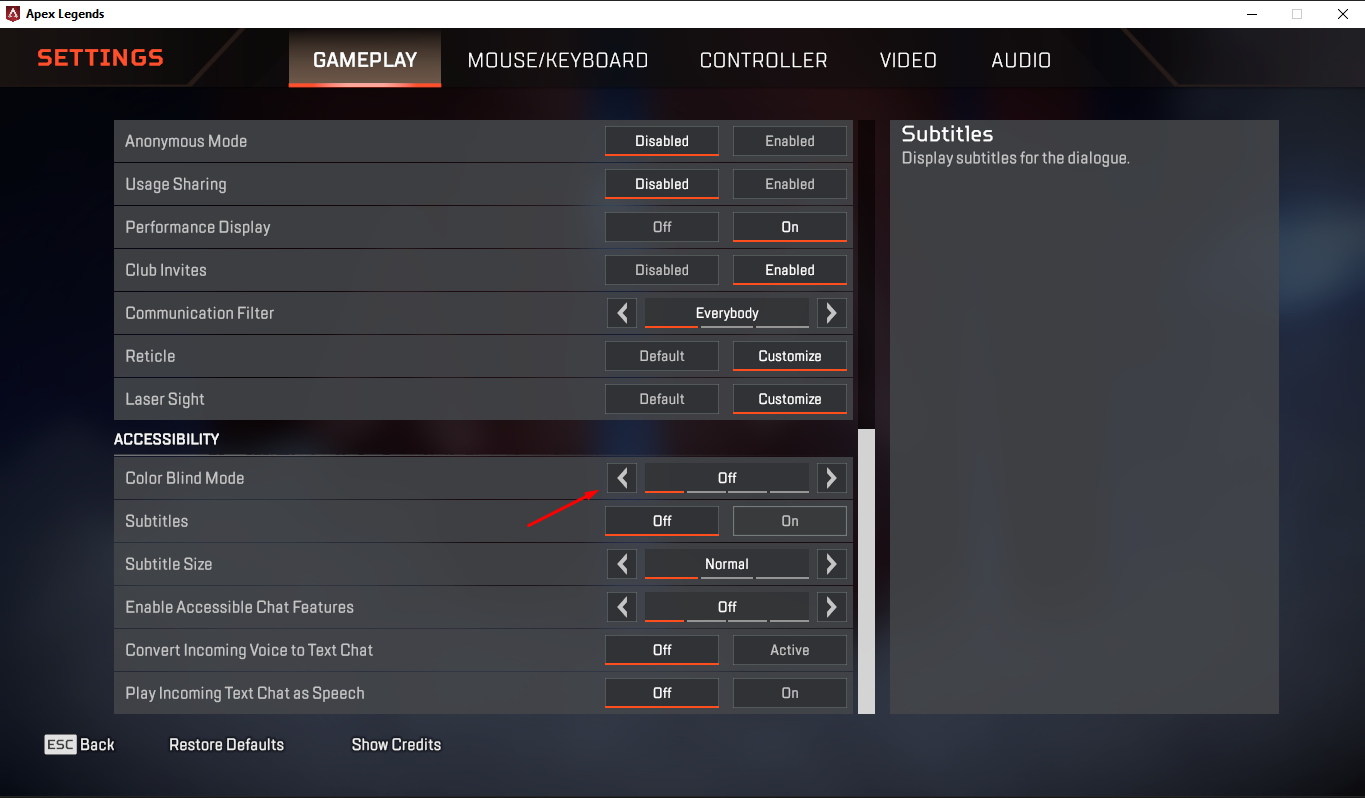 Apex Legends
SETTINGS
GAMEPLAY
MOUSE/KEYBOARD
CONTROLLER
VIDEO
AUDIO
Anonymous Mode Disabled Enabled
Usage Sharing Disabled Enabled
Performance Display Off On
Club Invites Disabled Enabled
Communication Filter Everybody
Reticle Default Customize
Laser Sight Default Customize
ACCESSIBILITY
Color Blind Mode Off
Subtitles Off On
Subtitle Size Normal
Enable Accessible Chat Features Off
Convert Incoming Voice to Text Chat Off Active
Play Incoming Text Chat as Speech Off On
Subtitles
Display subtitles for the dialogue.
ESC Back Restore Defaults Show Credits